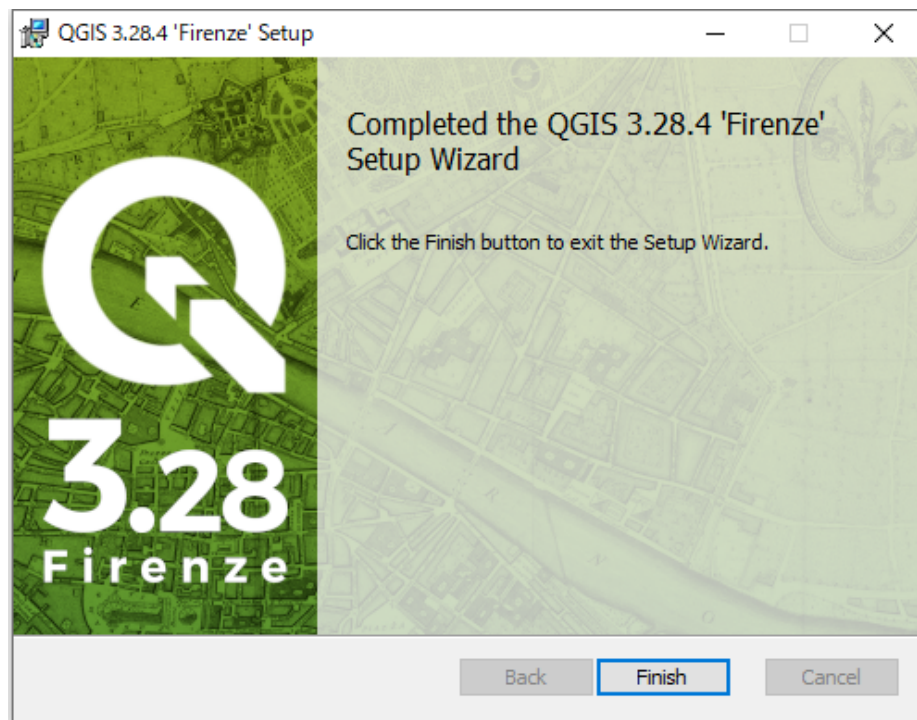 QGIS 3.28.4 'Firenze' Setup
Completed the QGIS 3.28.4 'Firenze'
Setup Wizard
Click the Finish button to exit the Setup Wizard.
3.28
Firenze
Back
Finish
Cancel